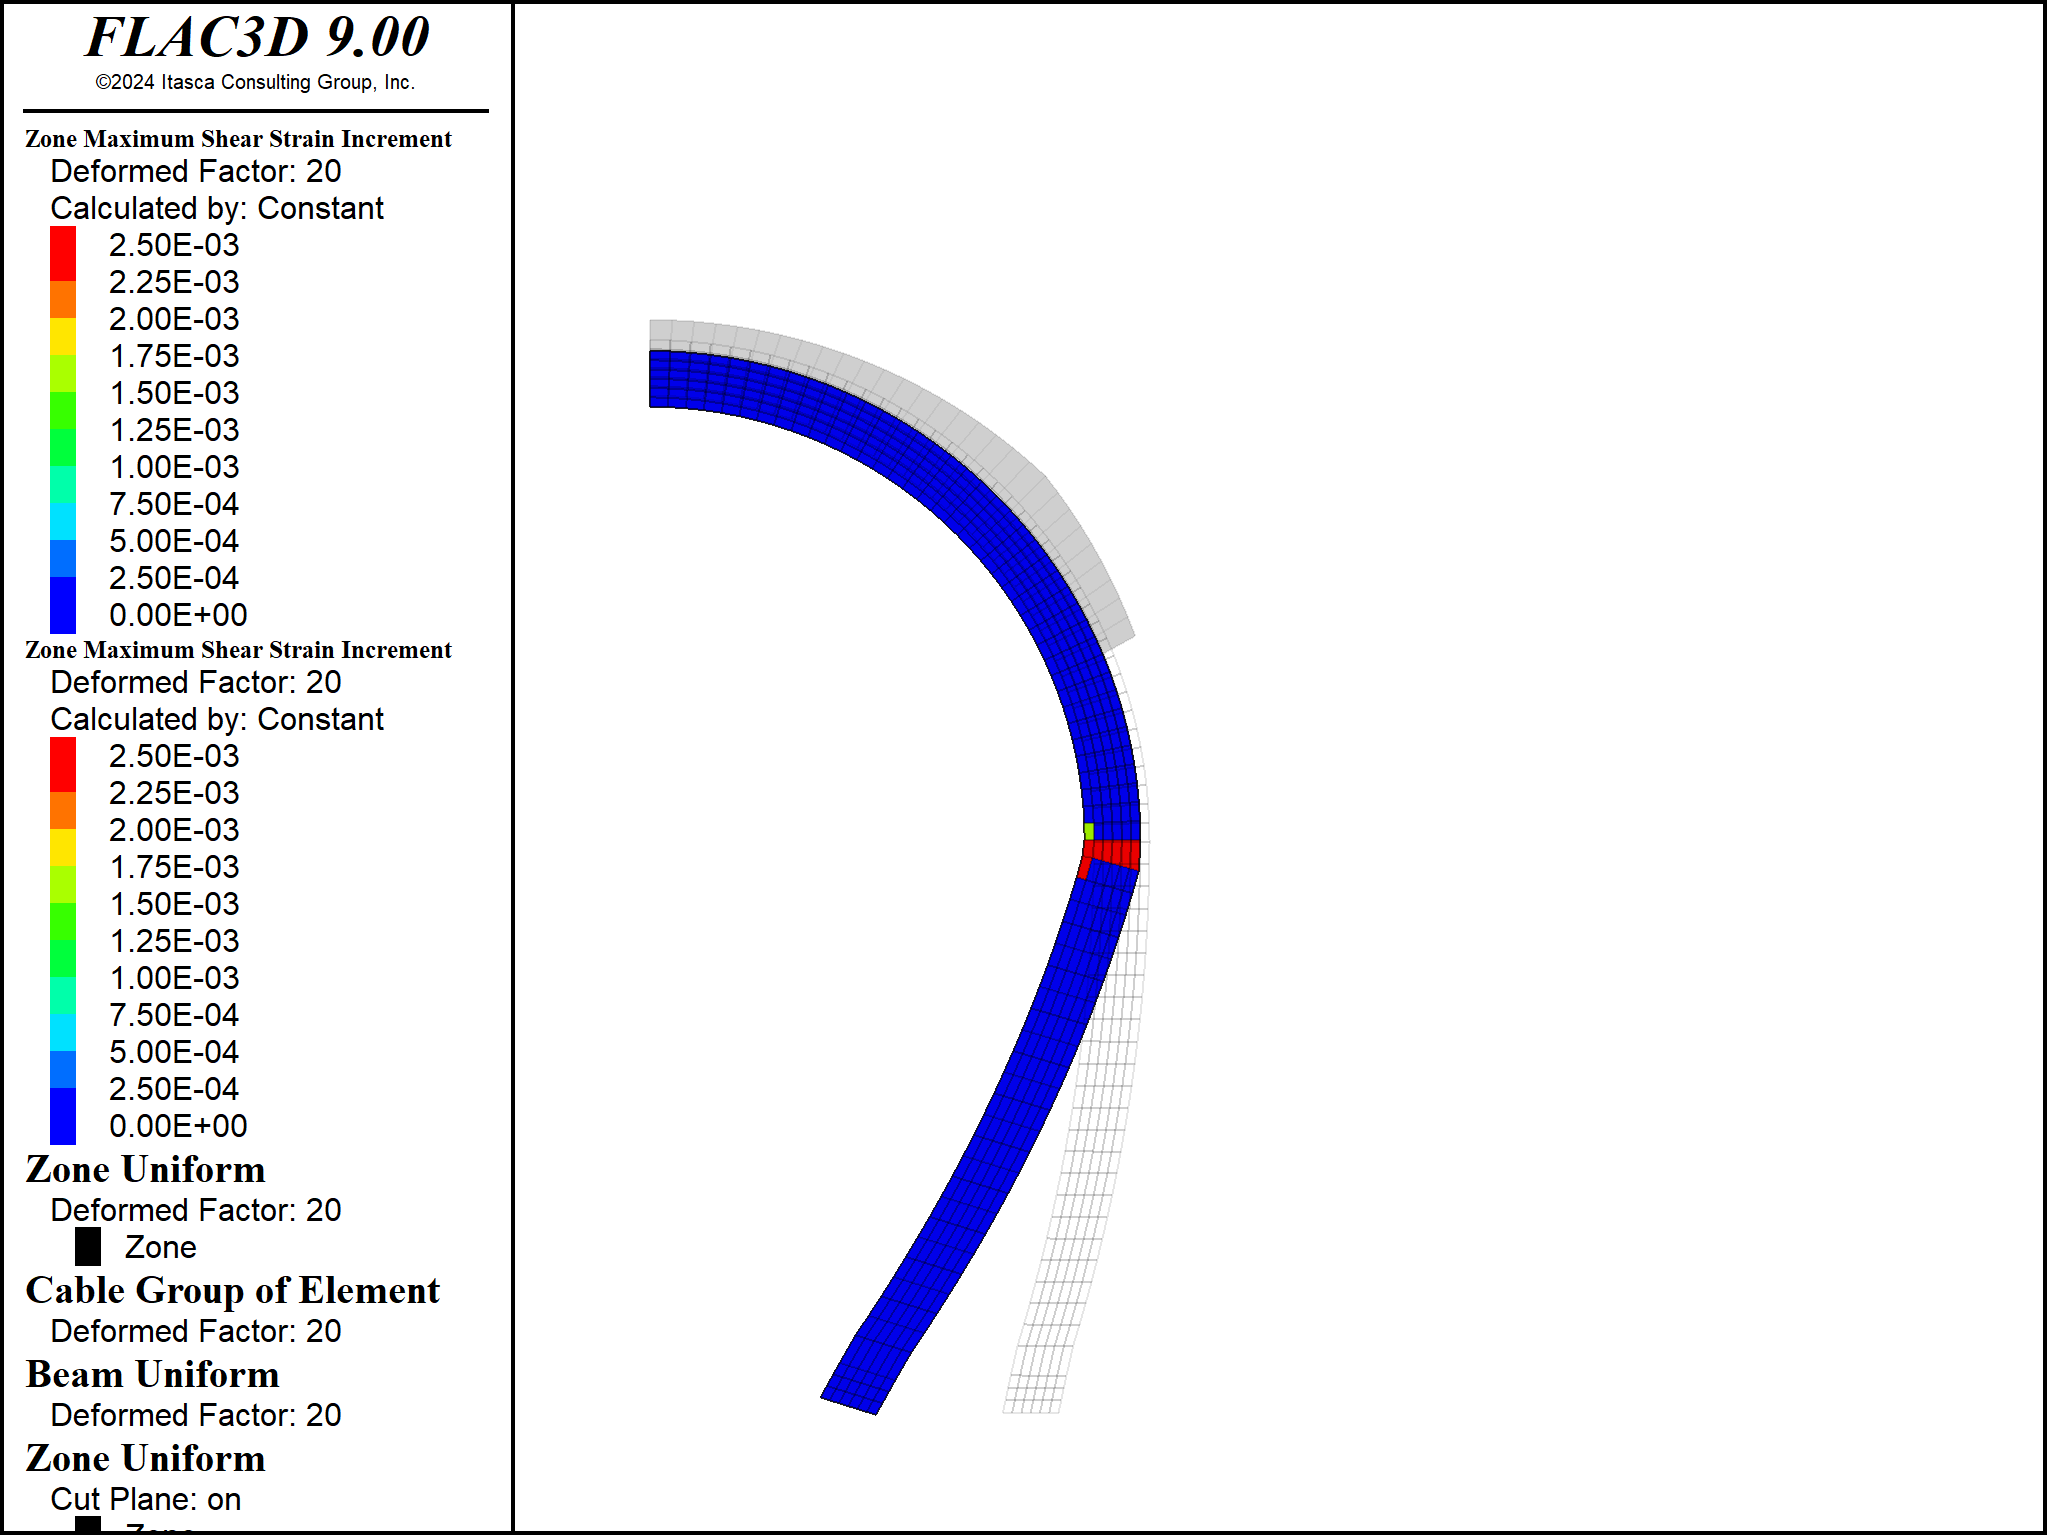 FLAC3D 9.00
©2024 Itasca Consulting Group, Inc.
Zone Maximum Shear Strain Increment
Deformed Factor: 20
Calculated by: Constant
2.50E-03
2.25E-03
2.00E-03
1.75E-03
1.50E-03
1.25E-03
1.00E-03
7.50E-04
5.00E-04
2.50E-04
0.00E+00
Zone Maximum Shear Strain Increment
Deformed Factor: 20
Calculated by: Constant
2.50E-03
2.25E-03
2.00E-03
1.75E-03
1.50E-03
1.25E-03
1.00E-03
7.50E-04
5.00E-04
2.50E-04
0.00E+00
Zone Uniform
Deformed Factor: 20
Zone
Cable Group of Element
Deformed Factor: 20
Beam Uniform
Deformed Factor: 20
Zone Uniform
Cut Plane: on